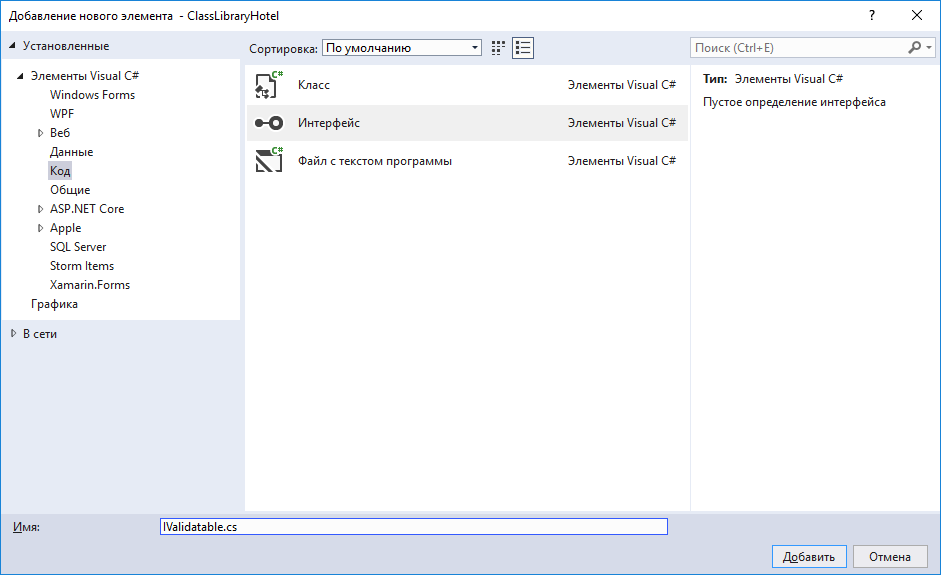 Добавление нового элемента - ClassLibraryHotel
?
Установленные
Сортировка: По умолчанию
Поиск (Ctrl+E)
Элементы Visual C#
Windows Forms
WPF
Веб
Данные
Код
Общие
ASP.NET Core
Apple
SQL Server
Storm Items
Xamarin.Forms
Графика
В сети
C# Класс Элементы Visual C#
Интерфейс Элементы Visual C#
C# Файл с текстом программы Элементы Visual C#
Тип: Элементы Visual C#
Пустое определение интерфейса
Имя: IValidatable.cs
Добавить Отмена